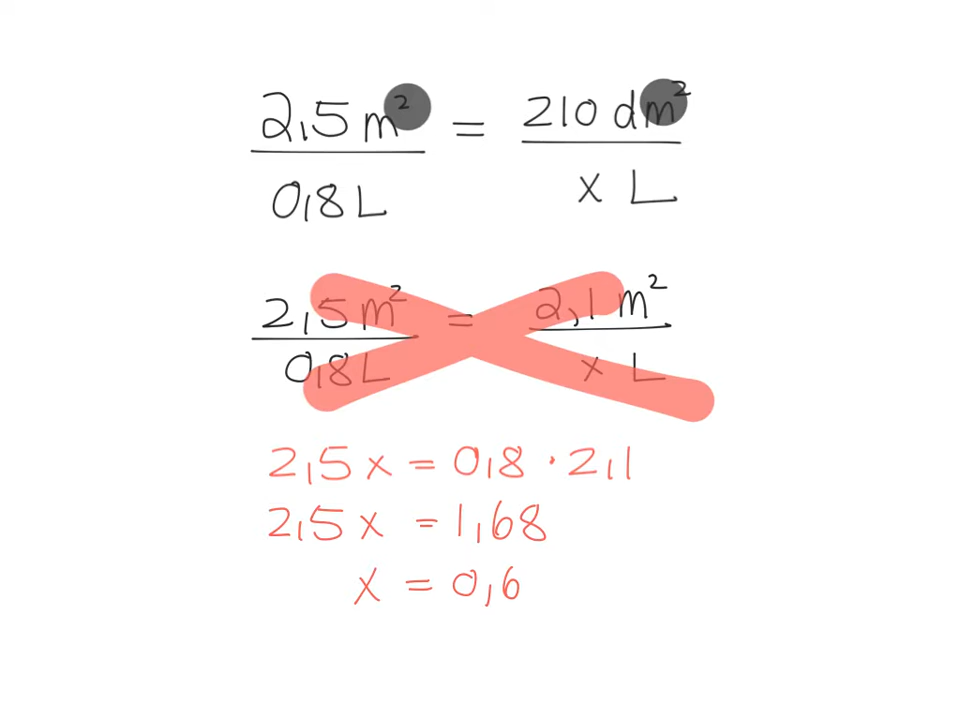 2,5 m² = 210 dm²
0,8 L x L
2,5 m² = 2,1 m²
0,8 L x L
2,5 x = 0,8 · 2,1
2,5 x = 1,68
x = 0,6